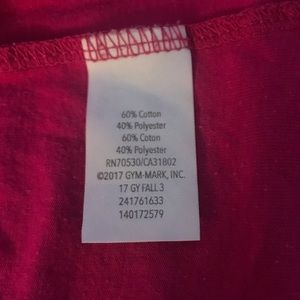 60% Cotton
40% Polyester
60% Coton
40% Polyester
RN70530/CA31802
©2017 GYM-MARK, INC.
17 GY FALL 3
241761633
140172579